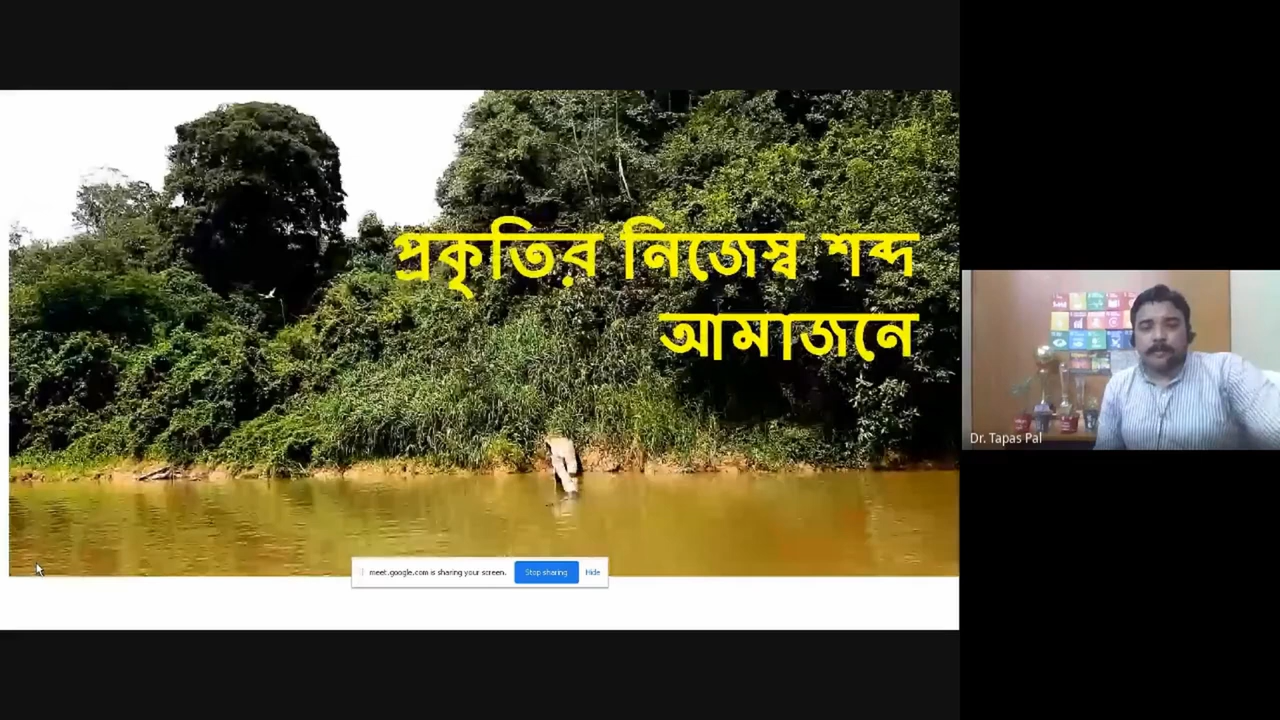 প্রকৃতির নিজেস্ব শব্দ
আমাজনে
Dr. Tapas Pal
meet.google.com is sharing your screen.
Stop sharing
Hide